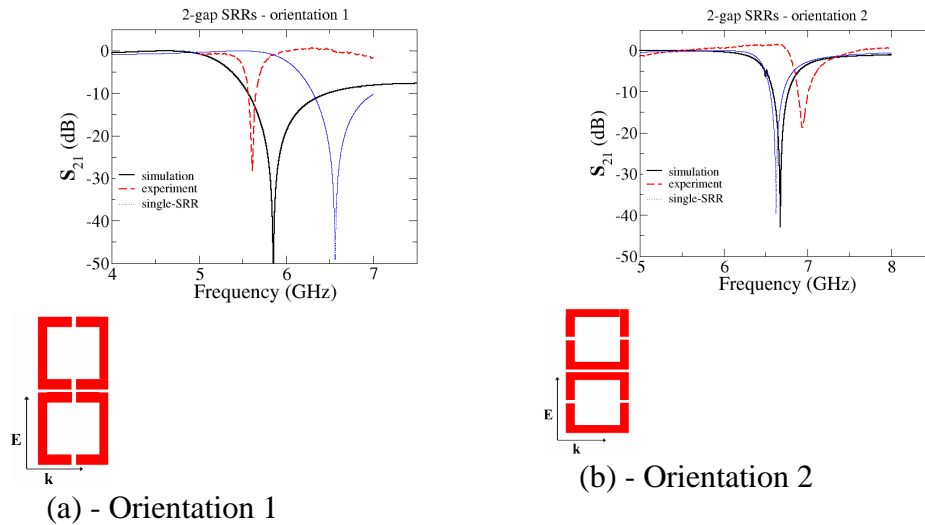 2-gap SRRs - orientation 1
0
-10
-20
-30
-40
-50
S21 (dB)
simulation
experiment
single-SRR
4 5 6 7
Frequency (GHz)
E
k
(a) - Orientation 1
2-gap SRRs - orientation 2
0
-10
-20
-30
-40
-50
S21 (dB)
simulation
experiment
single-SRR
5 6 7 8
Frequency (GHz)
E
k
(b) - Orientation 2